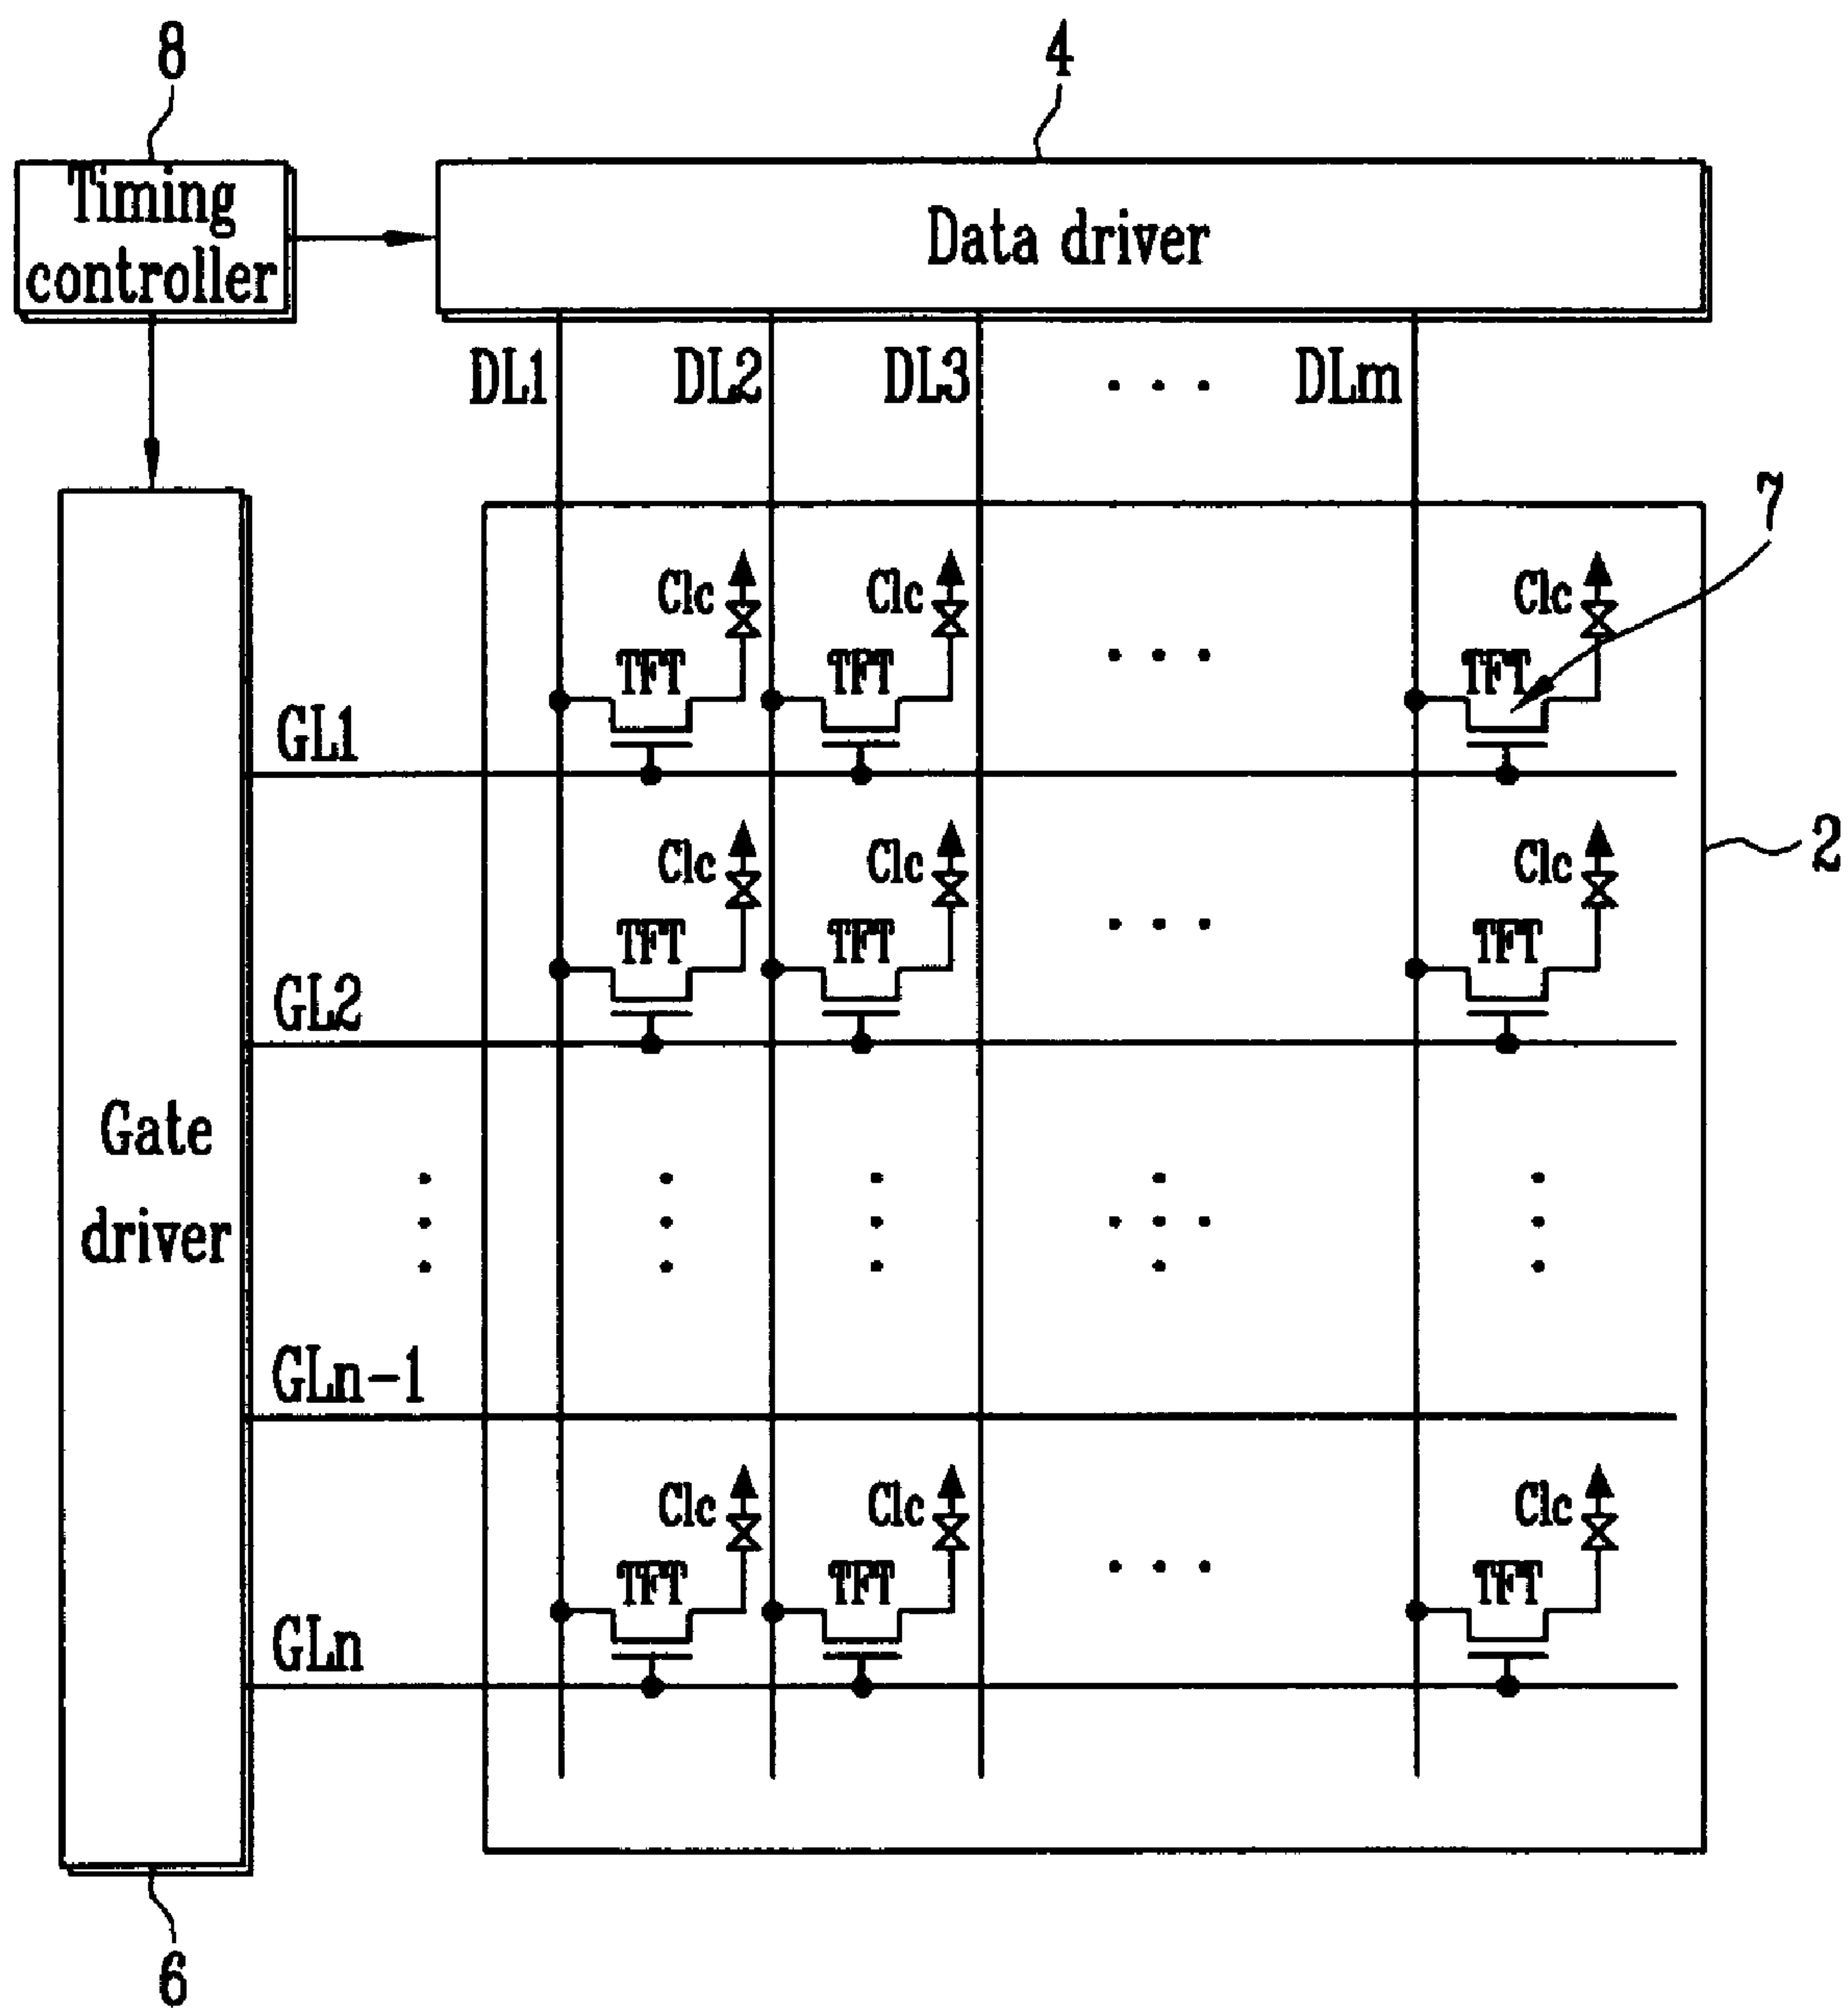 8
4
Timing
controller
Data driver
DL1 DL2 DL3 . . . DLm
7
Clc Clc Clc
TFT TFT . . . TFT
GL1
2
Clc Clc Clc
TFT TFT . . . TFT
GL2
Gate
driver
GLn-1
Clc Clc Clc
TFT TFT . . . TFT
GLn
6